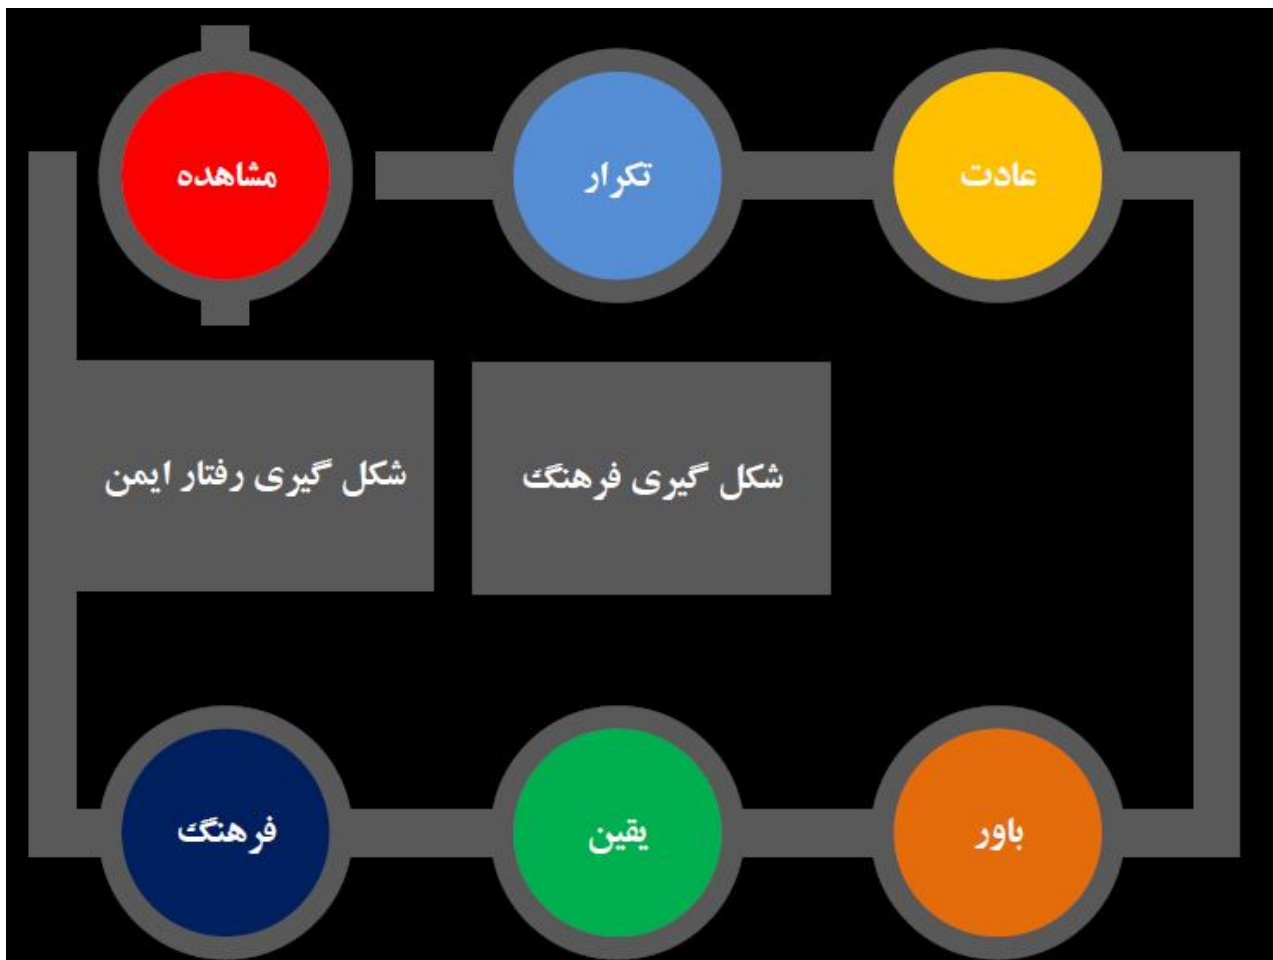 مشاهده
تکرار
عادت
شکل گیری رفتار ایمن
شکل گیری فرهنگ
فرهنگ
یقین
باور